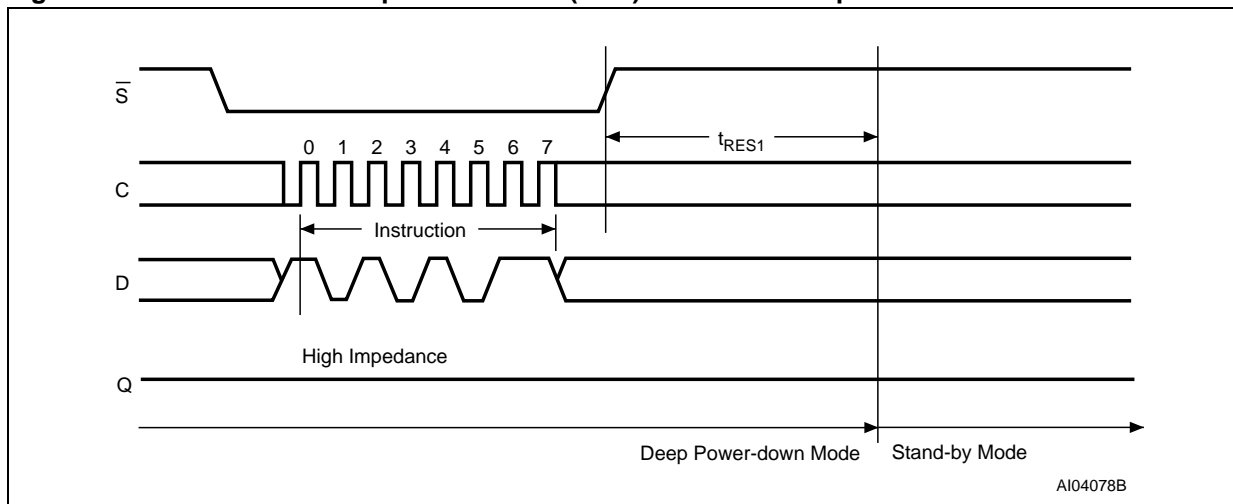 S
t_RES1
0 1 2 3 4 5 6 7
C
Instruction
D
High Impedance
Q
Deep Power-down Mode Stand-by Mode
AI04078B